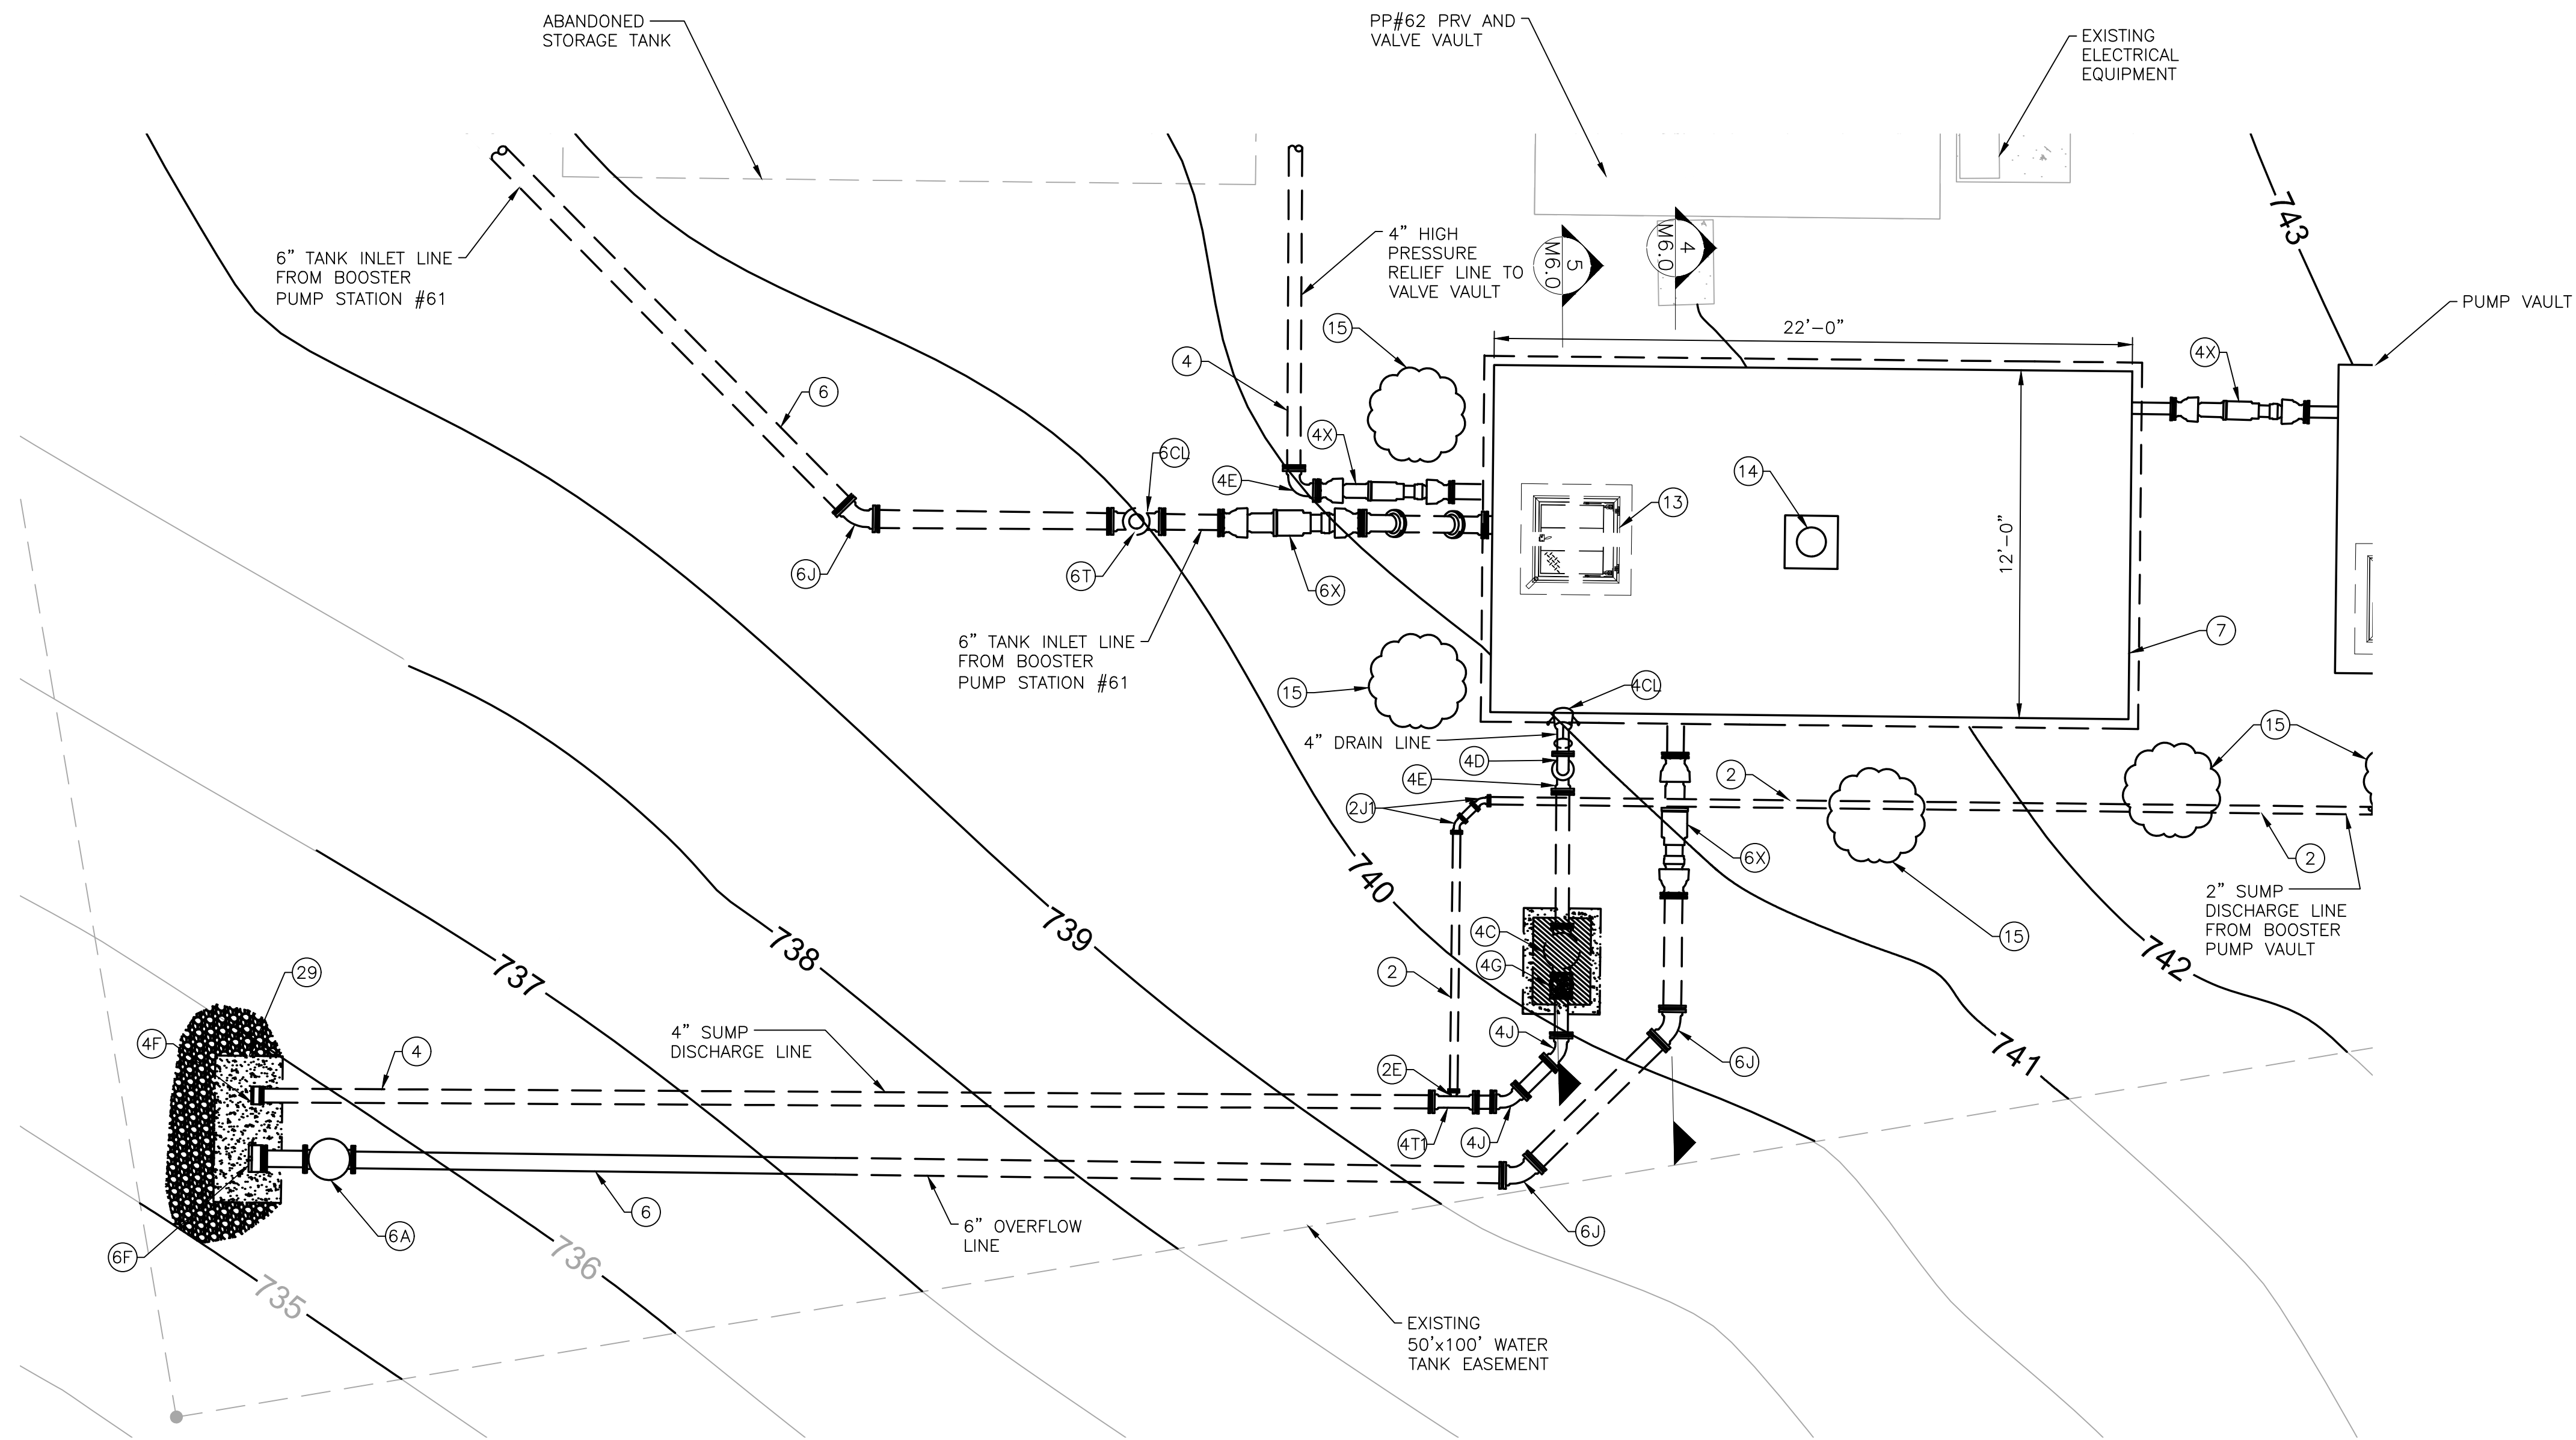 ABANDONED
STORAGE TANK
PP#62 PRV AND
VALVE VAULT
EXISTING
ELECTRICAL
EQUIPMENT
743
6” TANK INLET LINE
FROM BOOSTER
PUMP STATION #61
4” HIGH
PRESSURE
RELIEF LINE TO
VALVE VAULT
5
M6.0
4
M6.0
PUMP VAULT
15
22'-0”
4
4X
6
4X
6CL
4E
14
13
12'-0”
6J
6T
6X
7
6” TANK INLET LINE
FROM BOOSTER
PUMP STATION #61
15
4CL
15
4” DRAIN LINE
4D
4E
2
2J1
6X
2
740
2” SUMP
DISCHARGE LINE
FROM BOOSTER
PUMP VAULT
739
4C
15
738
742
737
29
4G
2
4” SUMP
DISCHARGE LINE
4F
4
4J
741
6J
2E
4T1
4J
6
6A
6F
6” OVERFLOW
LINE
6J
736
735
EXISTING
50'x100' WATER
TANK EASEMENT